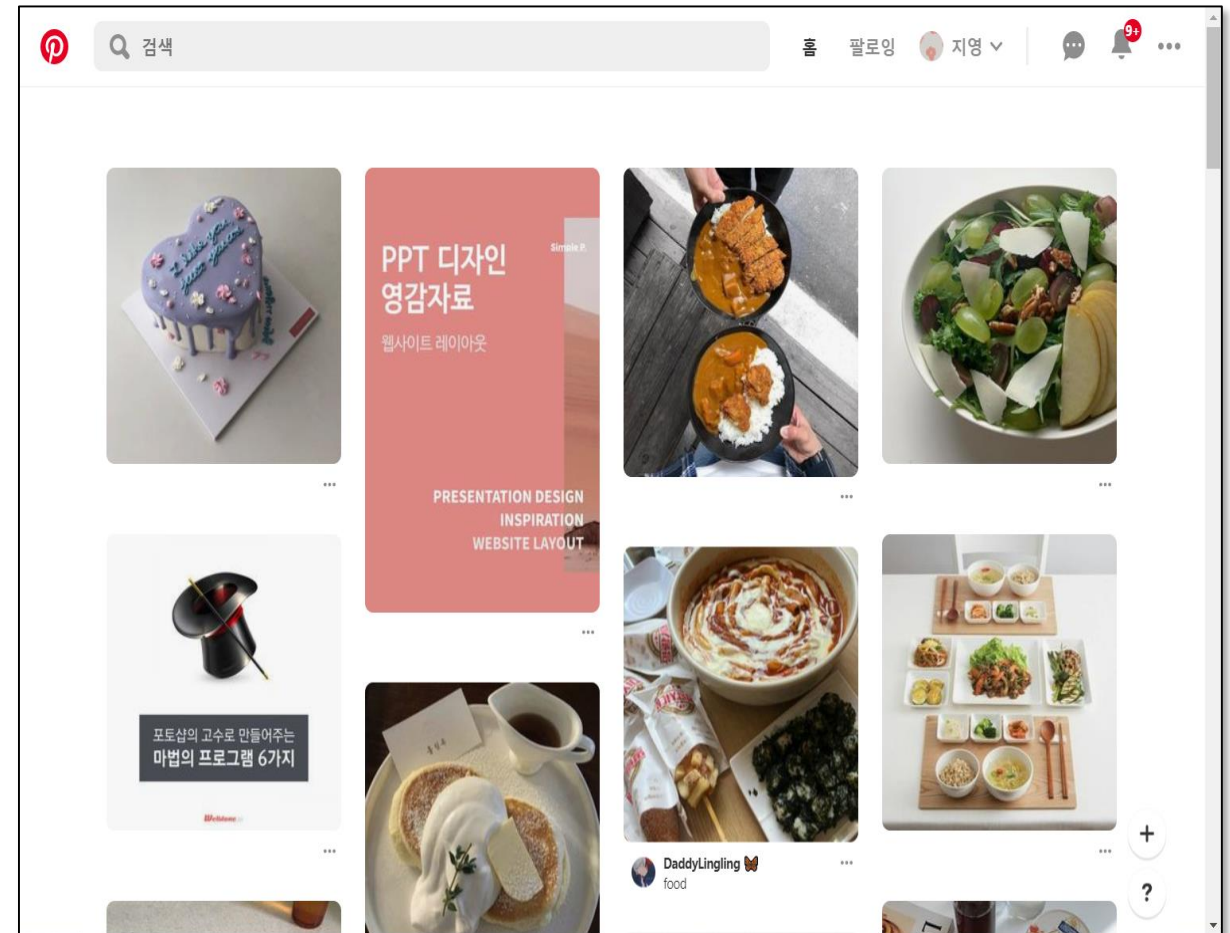 검색
홈
팔로잉
지영
9+
I like you
PPT 디자인
영감자료
Simple P.
웹사이트 레이아웃
PRESENTATION DESIGN
INSPIRATION
WEBSITE LAYOUT
포토샵의 고수로 만들어주는
마법의 프로그램 6가지
DaddyLingling
food
+
?